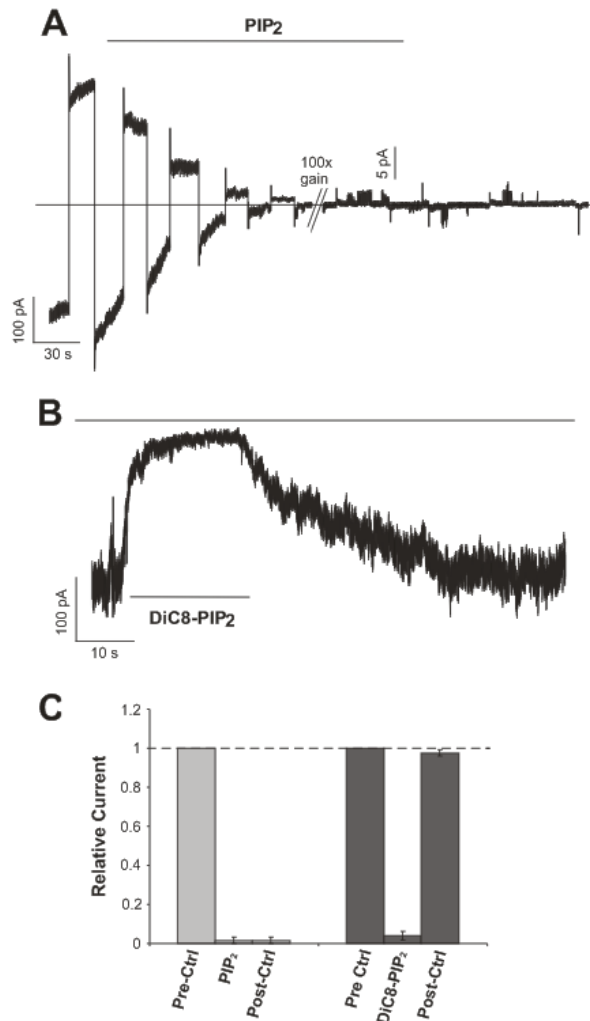 A
PIP2
100x
gain
5 pA
100 pA
30 s
B
100 pA
DiC8-PIP2
10 s
C
Relative Current
1.2
1
0.8
0.6
0.4
0.2
0
Pre-Ctrl
PIP2
Post-Ctrl
Pre Ctrl
DiC8-PIP2
Post-Ctrl